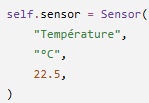 self.sensor = Sensor(
    "Température",
    "°C",
    22.5,
)